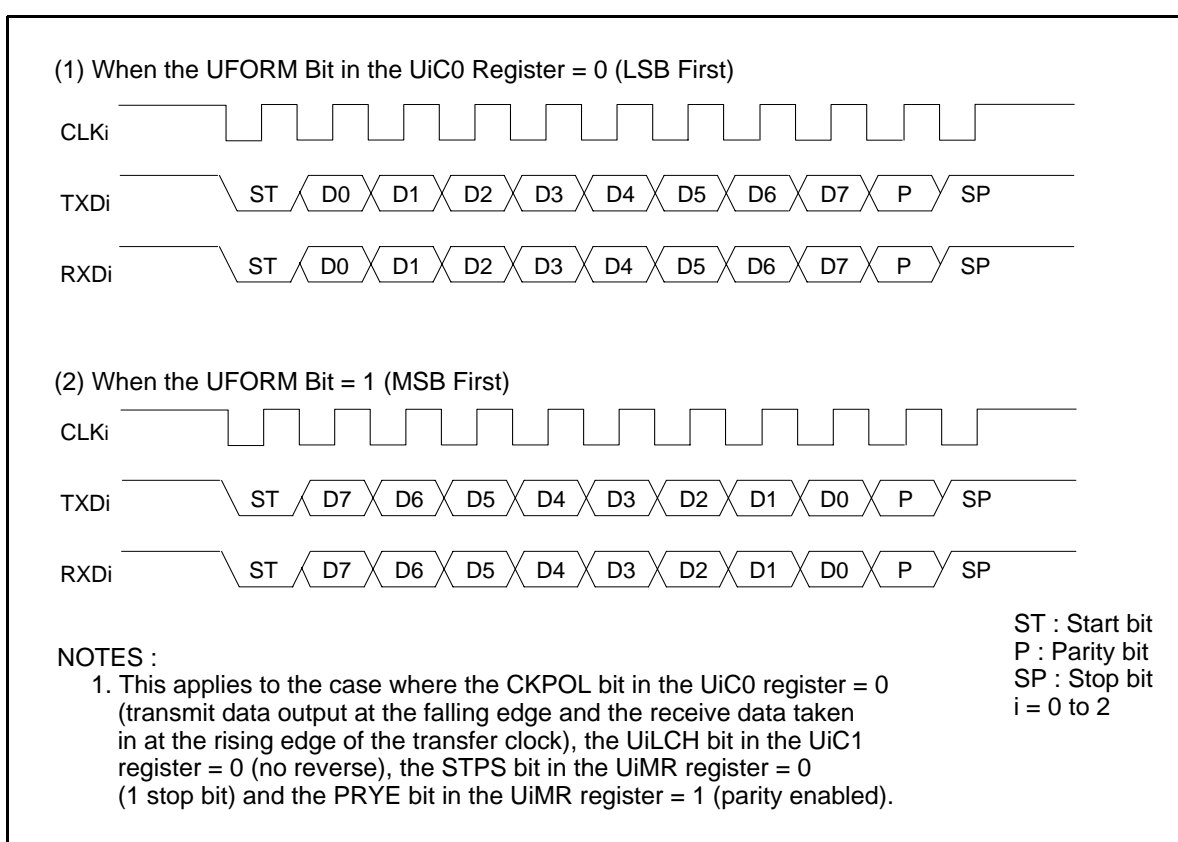 (1) When the UFORM Bit in the UiC0 Register = 0 (LSB First)
CLKi
TXDi ST D0 D1 D2 D3 D4 D5 D6 D7 P SP
RXDi ST D0 D1 D2 D3 D4 D5 D6 D7 P SP
(2) When the UFORM Bit = 1 (MSB First)
CLKi
TXDi ST D7 D6 D5 D4 D3 D2 D1 D0 P SP
RXDi ST D7 D6 D5 D4 D3 D2 D1 D0 P SP
ST : Start bit
P : Parity bit
SP : Stop bit
i = 0 to 2
NOTES :
1. This applies to the case where the CKPOL bit in the UiC0 register = 0
(transmit data output at the falling edge and the receive data taken
in at the rising edge of the transfer clock), the UiLCH bit in the UiC1
register = 0 (no reverse), the STPS bit in the UiMR register = 0
(1 stop bit) and the PRYE bit in the UiMR register = 1 (parity enabled).